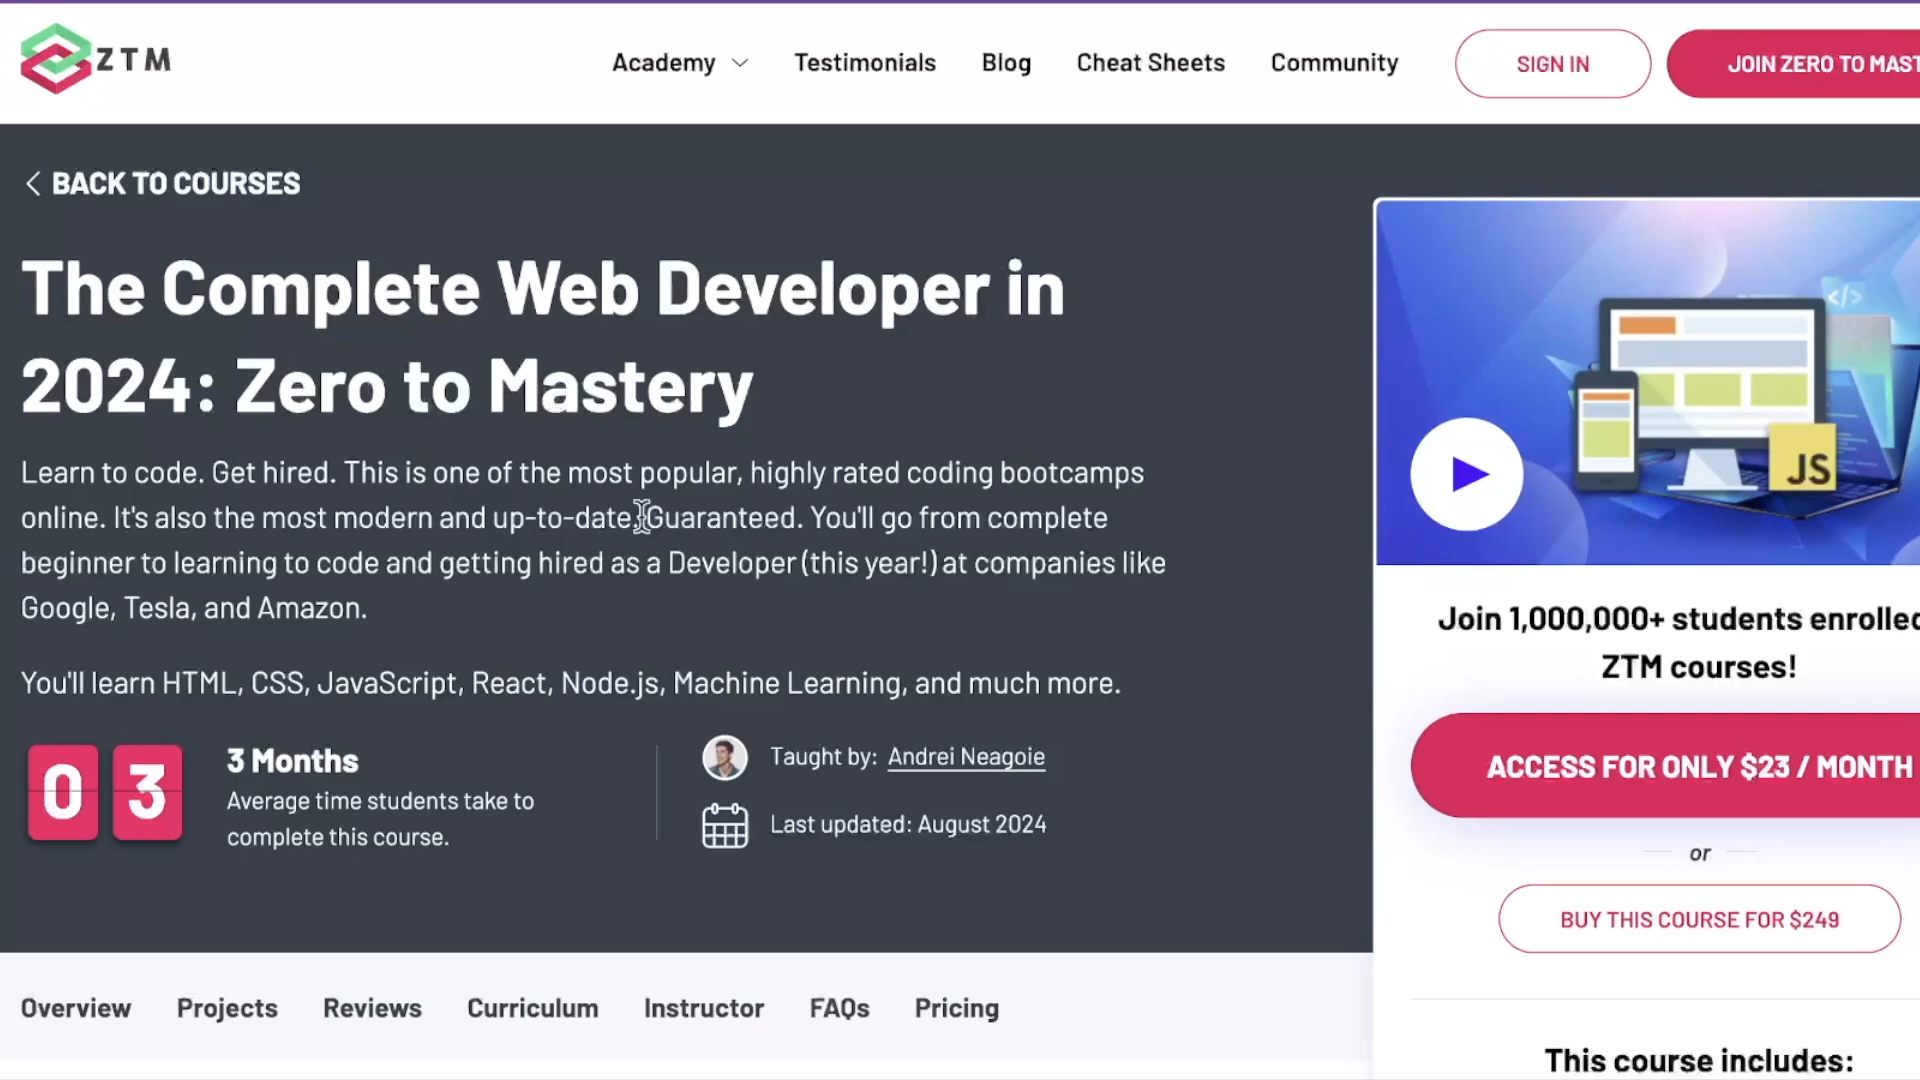 ZTM
Academy
Testimonials
Blog
Cheat Sheets
Community
SIGN IN
JOIN ZERO TO MAST
BACK TO COURSES
The Complete Web Developer in
2024: Zero to Mastery
Learn to code. Get hired. This is one of the most popular, highly rated coding bootcamps
online. It's also the most modern and up-to-date. Guaranteed. You'll go from complete
beginner to learning to code and getting hired as a Developer (this year!) at companies like
Google, Tesla, and Amazon.
You'll learn HTML, CSS, JavaScript, React, Node.js, Machine Learning, and much more.
03
3 Months
Average time students take to
complete this course.
Taught by: Andrei Neagoie
Last updated: August 2024
</>
JS
Join 1,000,000+ students enrolled
ZTM courses!
ACCESS FOR ONLY $23 / MONTH
or
BUY THIS COURSE FOR $249
Overview
Projects
Reviews
Curriculum
Instructor
FAQs
Pricing
This course includes: